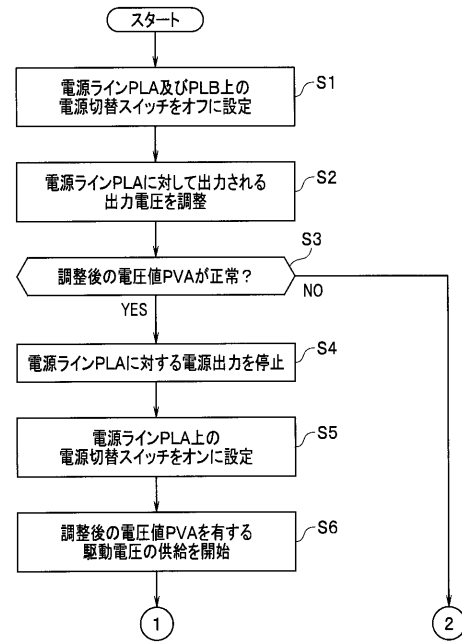 スタート
電源ラインPLA及びPLB上の
電源切替スイッチをオフに設定
S1
電源ラインPLAに対して出力される
出力電圧を調整
S2
S3
調整後の電圧値PVAが正常?
NO
YES
電源ラインPLAに対する電源出力を停止
S4
電源ラインPLA上の
電源切替スイッチをオンに設定
S5
調整後の電圧値PVAを有する
駆動電圧の供給を開始
S6
1
2